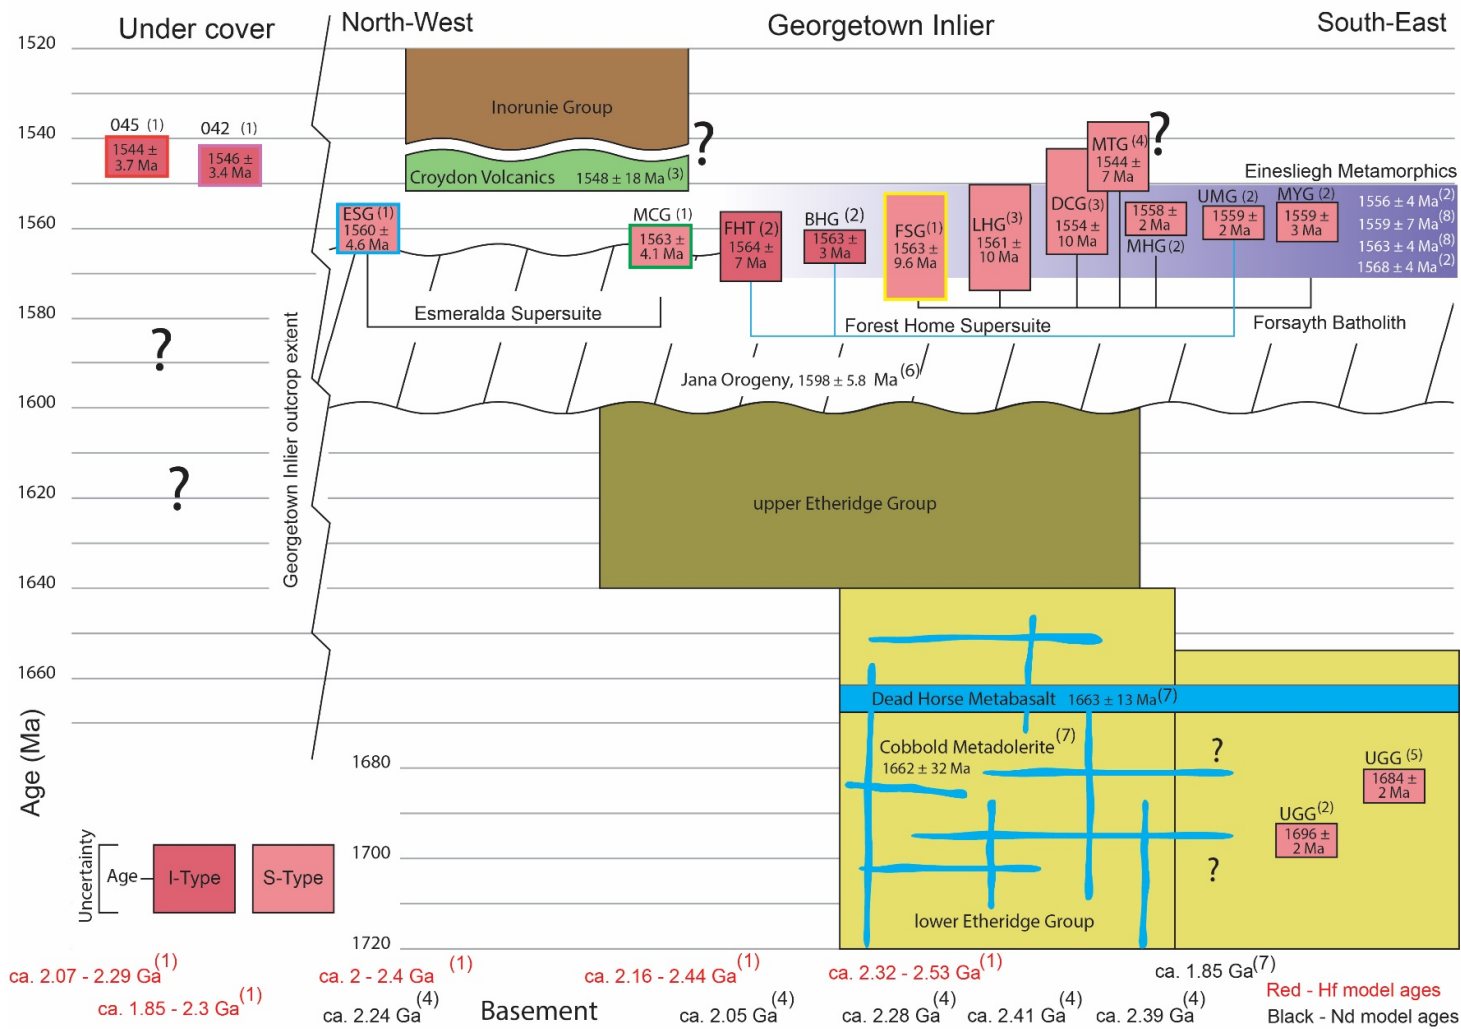 Under cover
North-West
Georgetown Inlier
South-East
1520
1540
1560
1580
1600
1620
1640
1660
1680
1700
1720
Age (Ma)
Inorunie Group
Croydon Volcanics 1548 ± 18 Ma (3)
?
045 (1)
1544 ±
3.7 Ma
042 (1)
1546 ±
3.4 Ma
ESG (1)
1560 ±
4.6 Ma
MCG (1)
1563 ±
4.1 Ma
FHT (2)
1564 ±
7 Ma
BHG (2)
1563 ±
3 Ma
FSG(1)
1563 ±
9.6 Ma
LHG(3)
1561 ±
10 Ma
DCG(3)
1554 ±
10 Ma
MTG(4)
1544 ±
7 Ma
?
1558 ±
2 Ma
MHG(2)
UMG (2)
1559 ±
2 Ma
MYG (2)
1559 ±
3 Ma
Einesliegh Metamorphics
1556 ± 4 Ma(2)
1559 ± 7 Ma(8)
1563 ± 4 Ma(8)
1568 ± 4 Ma(2)
Esmeralda Supersuite
Forest Home Supersuite
Forsayth Batholith
?
?
Georgetown Inlier outcrop extent
Jana Orogeny, 1598 ± 5.8 Ma(6)
upper Etheridge Group
Dead Horse Metabasalt 1663 ± 13 Ma(7)
Cobbold Metadolerite(7)
1662 ± 32 Ma
?
?
UGG (5)
1684 ±
2 Ma
UGG(2)
1696 ±
2 Ma
lower Etheridge Group
Uncertainty
Age
I-Type
S-Type
ca. 2.07 - 2.29 Ga(1)
ca. 1.85 - 2.3 Ga(1)
ca. 2 - 2.4 Ga (1)
ca. 2.16 - 2.44 Ga(1)
ca. 2.32 - 2.53 Ga(1)
ca. 1.85 Ga(7)
ca. 2.24 Ga(4)
Basement
ca. 2.05 Ga(4)
ca. 2.28 Ga(4)
ca. 2.41 Ga(4)
ca. 2.39 Ga(4)
Red - Hf model ages
Black - Nd model ages